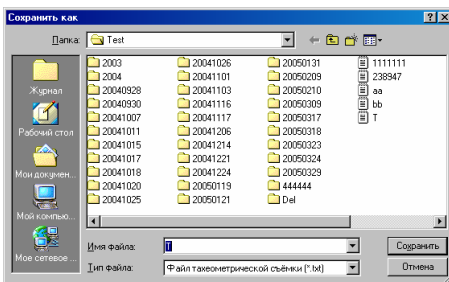 Сохранить как
Папка: Test
2003
2004
20040928
20040930
20041007
20041011
20041015
20041017
20041018
20041020
20041025
20041026
20041101
20041103
20041116
20041117
20041206
20041214
20041221
20041224
20050119
20050121
20050131
20050209
20050210
20050309
20050317
20050318
20050323
20050324
20050329
444444
Del
1111111
238947
aa
bb
T
Журнал
Рабочий стол
Мои докумен...
Мой компью...
Мое сетевое ...
Имя файла: T
Сохранить
Тип файла: Файл тахеометрической съёмки (*.txt)
Отмена